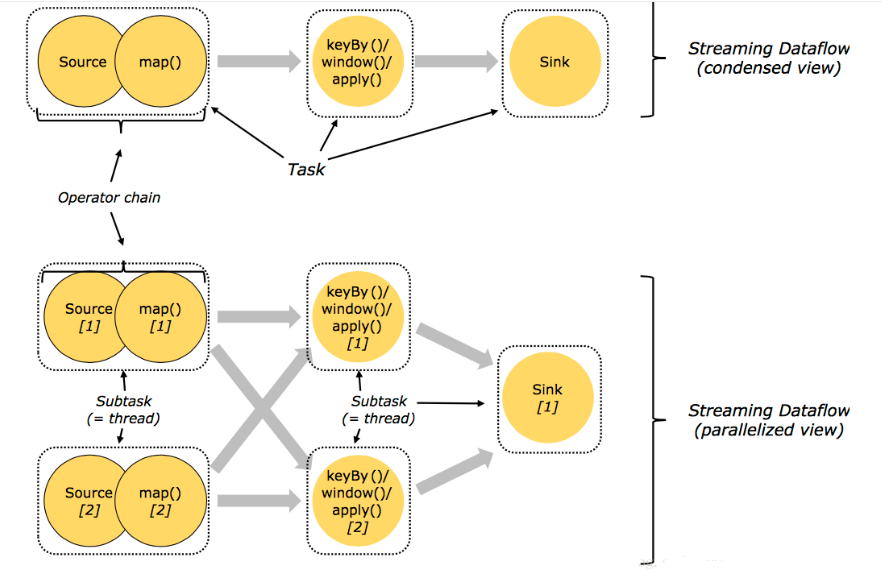 Source
map()
keyBy()/
window()/
apply()
Sink
Streaming Dataflow
(condensed view)
Task
Operator chain
Source
[1]
map()
[1]
keyBy()/
window()/
apply()
[1]
Subtask
(= thread)
Subtask
(= thread)
Sink
[1]
Streaming Dataflow
(parallelized view)
Source
[2]
map()
[2]
keyBy()/
window()/
apply()
[2]